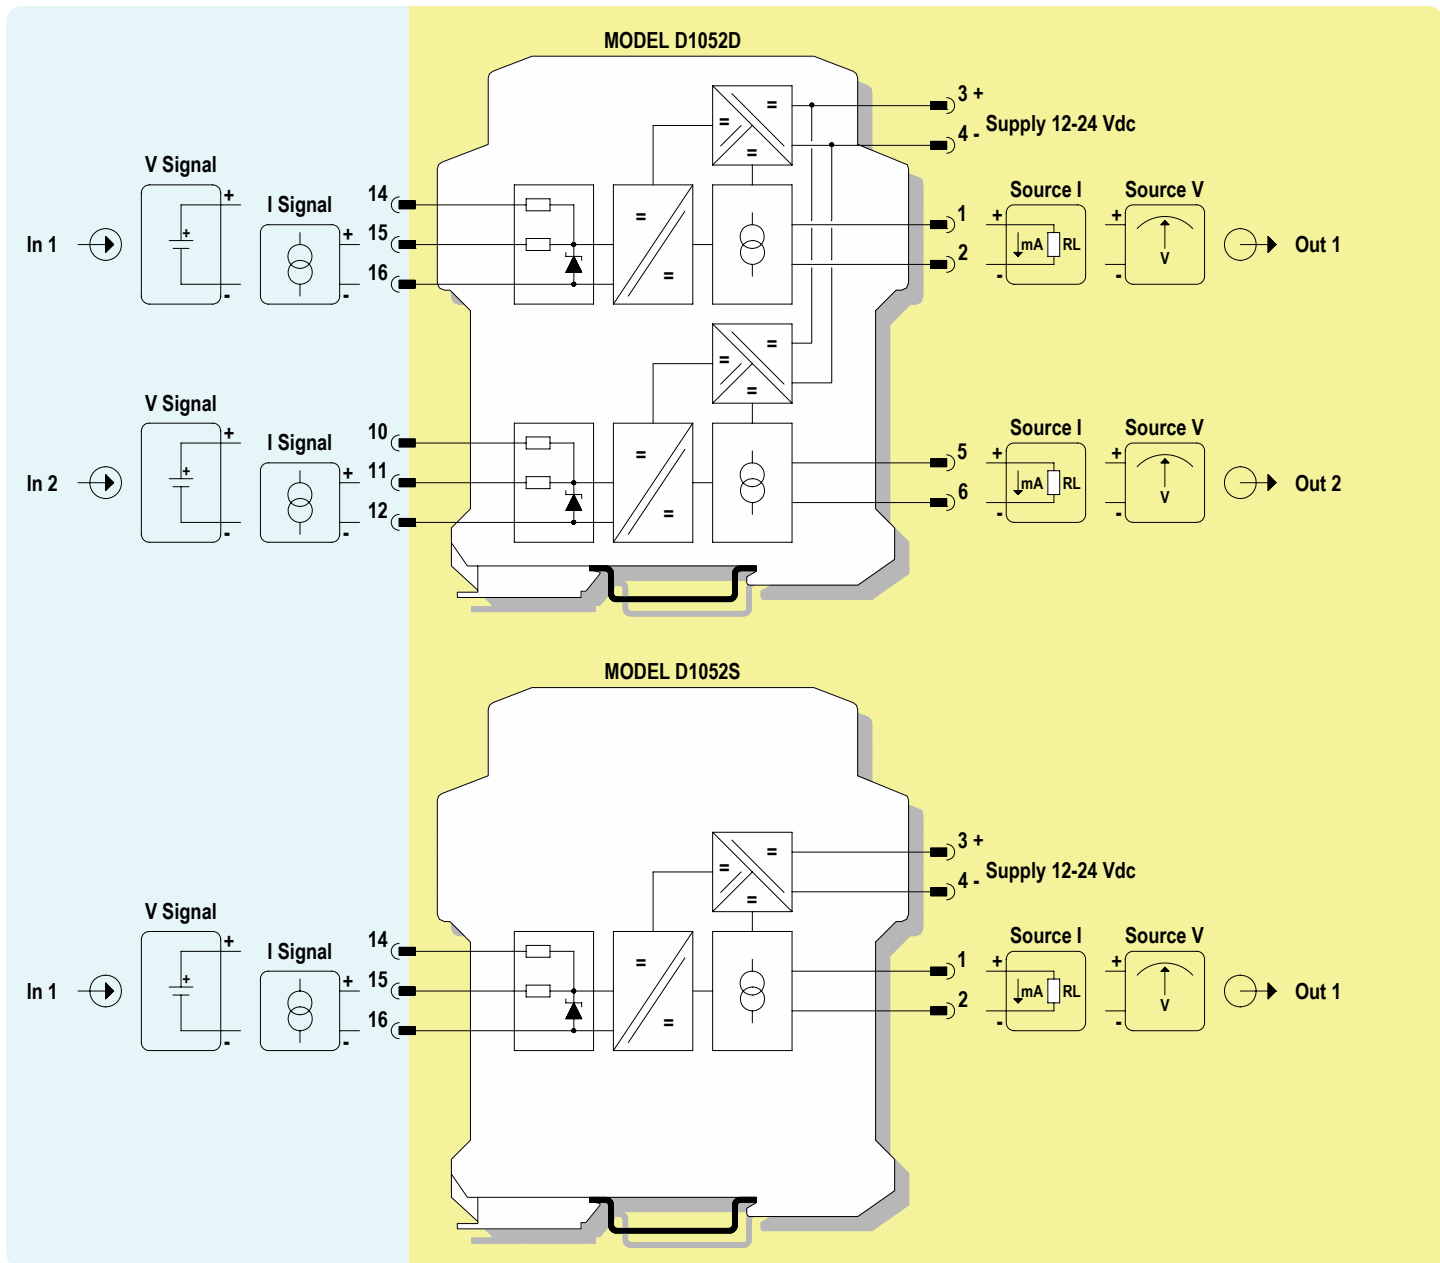 MODEL D1052D
3 +
4 -
Supply 12-24 Vdc
V Signal
+
-
I Signal
+
-
14
15
16
In 1
+
= = =
= =
1
2
Source I
+
-
mA RL
Source V
+
-
V
Out 1
V Signal
+
-
I Signal
+
-
10
11
12
In 2
+
= = =
= =
5
6
Source I
+
-
mA RL
Source V
+
-
V
Out 2
MODEL D1052S
3 +
4 -
Supply 12-24 Vdc
V Signal
+
-
I Signal
+
-
14
15
16
In 1
+
= = =
= =
1
2
Source I
+
-
mA RL
Source V
+
-
V
Out 1